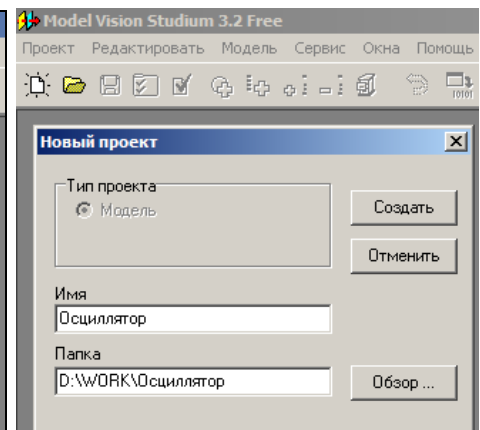 Model Vision Studium 3.2 Free
Проект Редактировать Модель Сервис Окна Помощь
10101
Новый проект
Тип проекта
Модель
Создать
Отменить
Имя
Осциллятор
Папка
D:\WORK\Осциллятор
Обзор ...